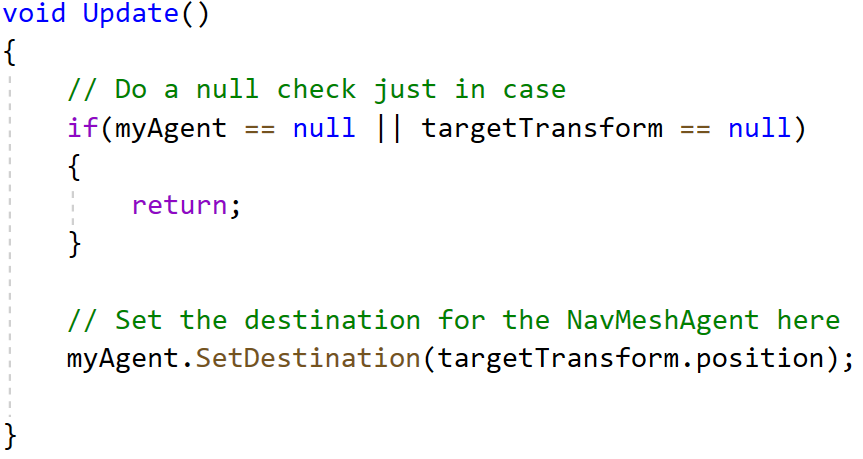 void Update()
{
    // Do a null check just in case
    if(myAgent == null || targetTransform == null)
    {
        return;
    }

    // Set the destination for the NavMeshAgent here
    myAgent.SetDestination(targetTransform.position);

}